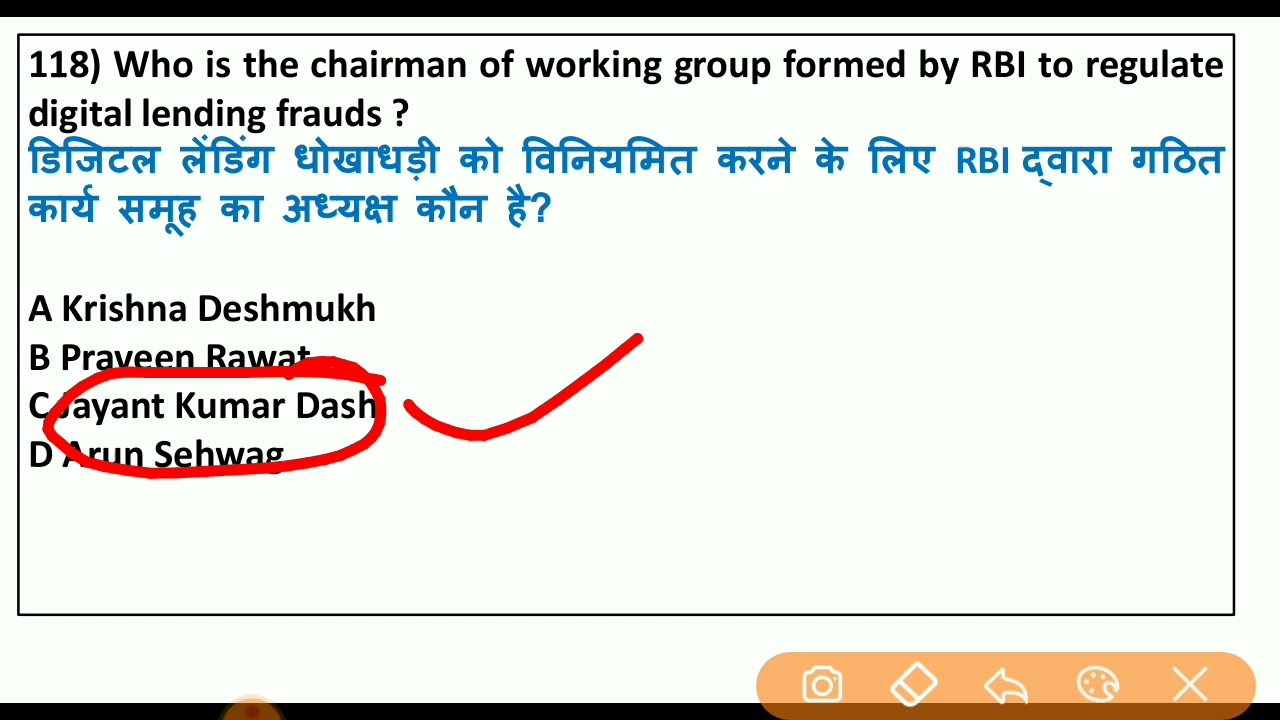 118) Who is the chairman of working group formed by RBI to regulate
digital lending frauds ?
डिजिटल लेंडिंग धोखाधड़ी को विनियमित करने के लिए RBI द्वारा गठित
कार्य समूह का अध्यक्ष कौन है?
A Krishna Deshmukh
B Praveen Rawat
C Jayant Kumar Dash
D Arun Sehwag